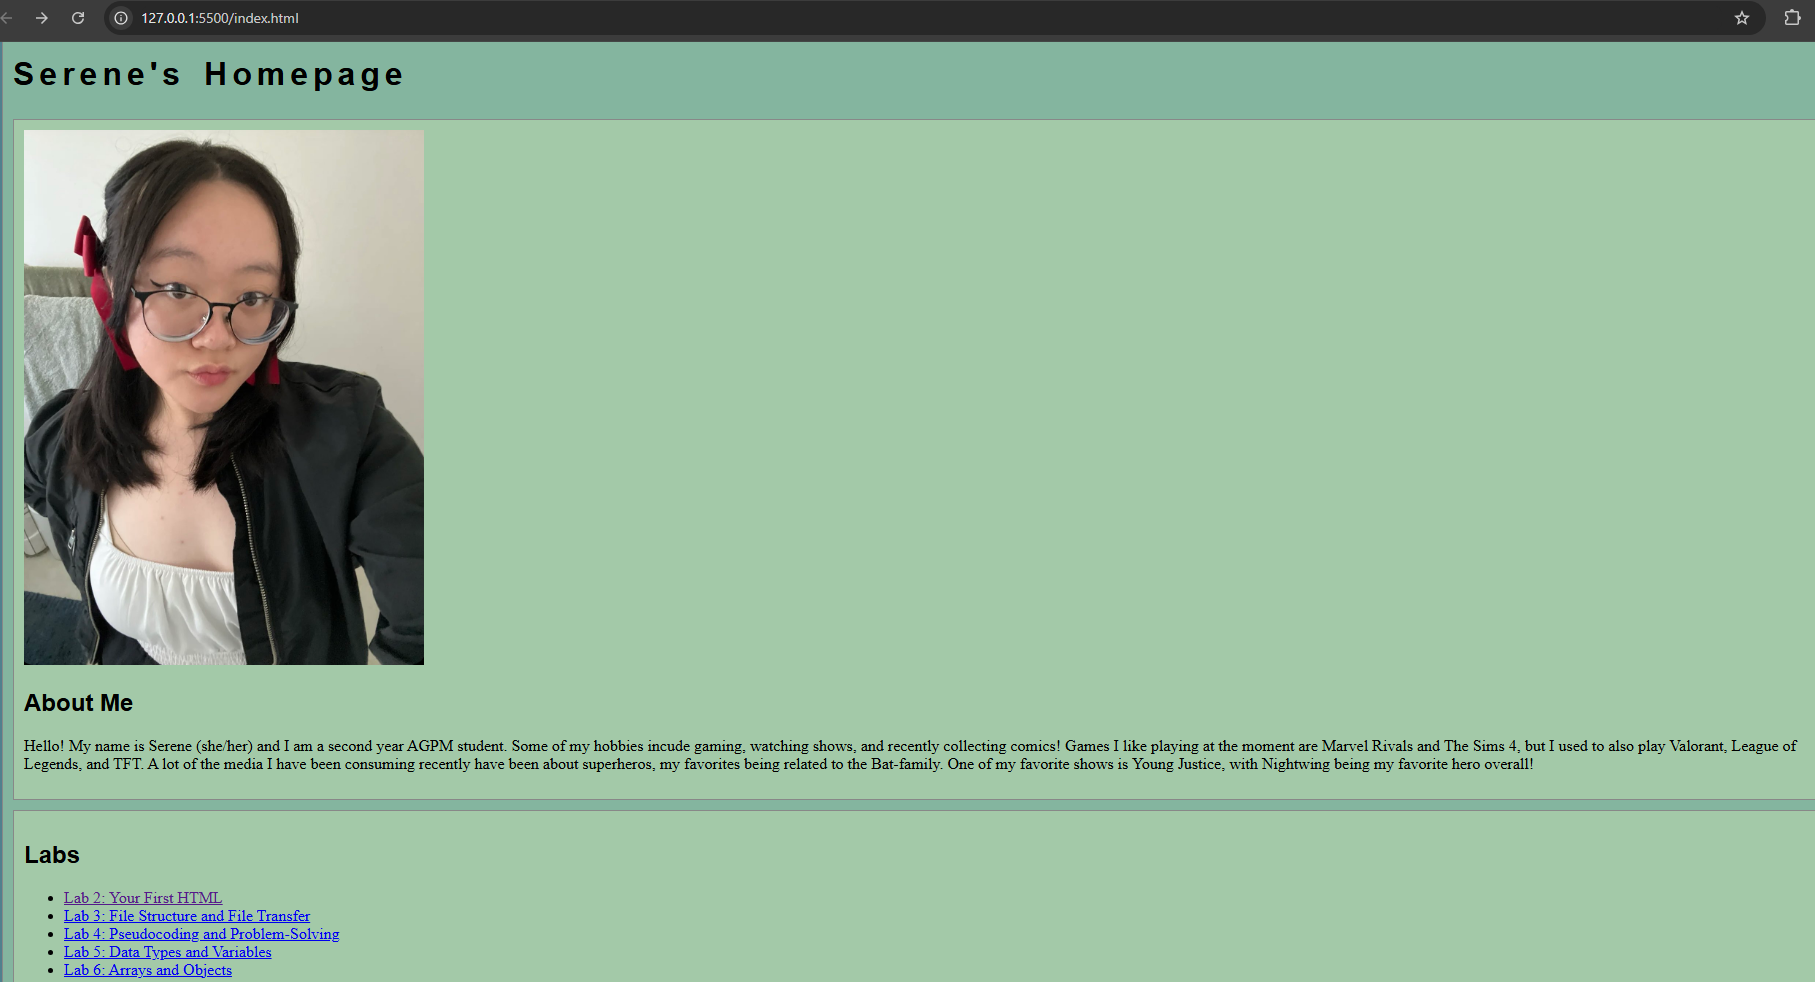 127.0.0.1:5500/index.html
Serene's Homepage
About Me
Hello! My name is Serene (she/her) and I am a second year AGPM student. Some of my hobbies incude gaming, watching shows, and recently collecting comics! Games I like playing at the moment are Marvel Rivals and The Sims 4, but I used to also play Valorant, League of
Legends, and TFT. A lot of the media I have been consuming recently have been about superheros, my favorites being related to the Bat-family. One of my favorite shows is Young Justice, with Nightwing being my favorite hero overall!
Labs
Lab 2: Your First HTML
Lab 3: File Structure and File Transfer
Lab 4: Pseudocoding and Problem-Solving
Lab 5: Data Types and Variables
Lab 6: Arrays and Objects